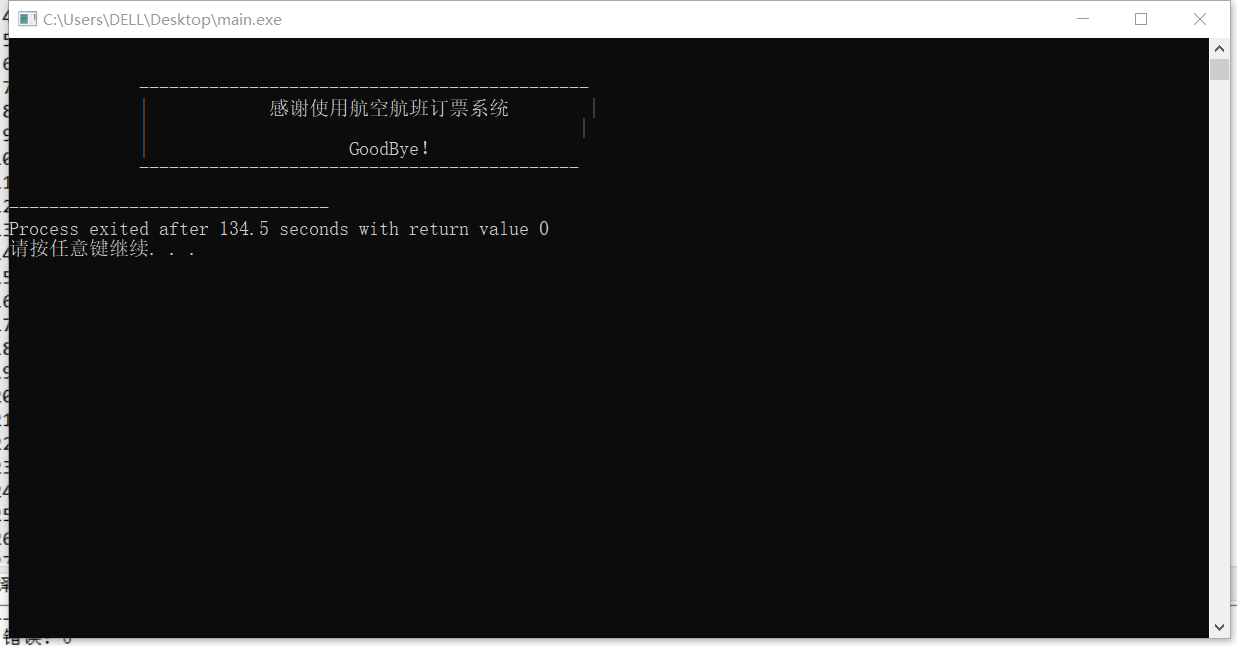 C:\Users\DELL\Desktop\main.exe
---------------------------------------------
| 感谢使用航空航班订票系统 |
| |
| GoodBye!
--------------------------------------------
--------------------------------
Process exited after 134.5 seconds with return value 0
请按任意键继续. . .